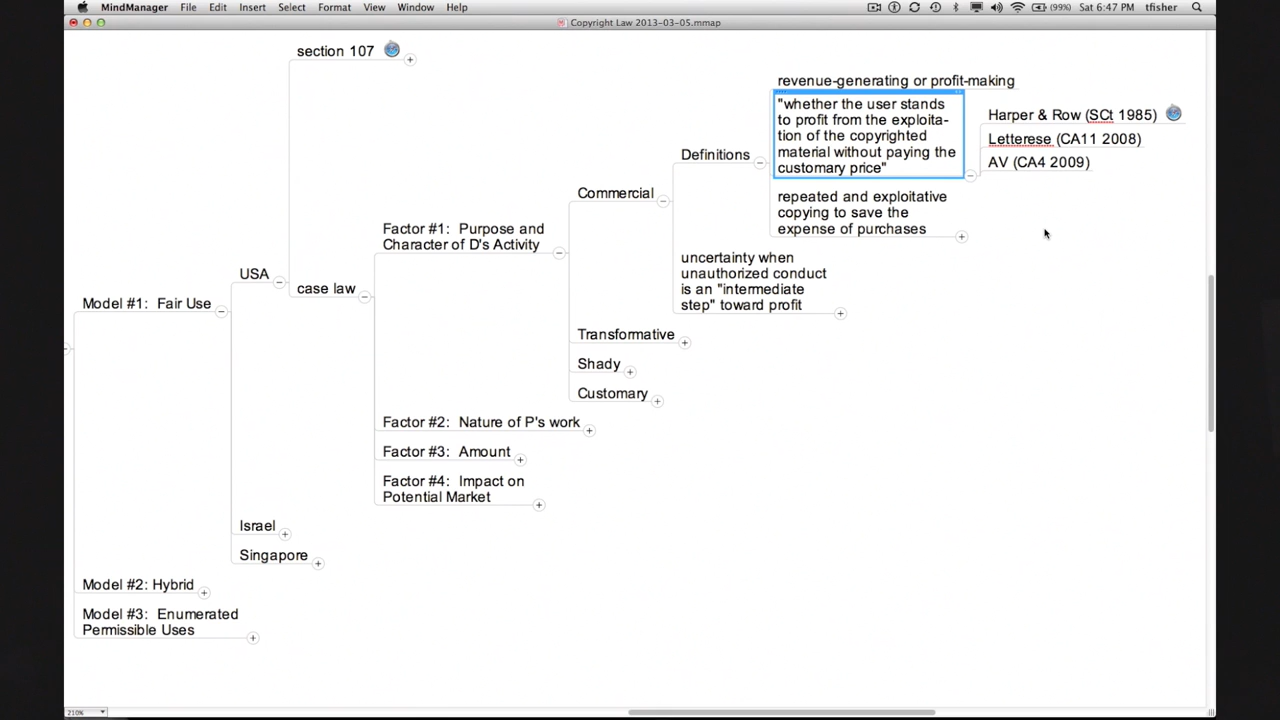 MindManager File Edit Insert Select Format View Window Help (99%) Sat 6:47 PM tfisher
Copyright Law 2013-03-05.mmap
section 107
revenue-generating or profit-making
"whether the user stands
to profit from the exploita-
tion of the copyrighted
material without paying the
customary price"
Harper & Row (SCt 1985)
Letterese (CA11 2008)
AV (CA4 2009)
Definitions
repeated and exploitative
copying to save the
expense of purchases
Commercial
uncertainty when
unauthorized conduct
is an "intermediate
step" toward profit
Factor #1: Purpose and
Character of D's Activity
Transformative
Shady
Customary
USA
case law
Model #1: Fair Use
Factor #2: Nature of P's work
Factor #3: Amount
Factor #4: Impact on
Potential Market
Israel
Singapore
Model #2: Hybrid
Model #3: Enumerated
Permissible Uses
210%